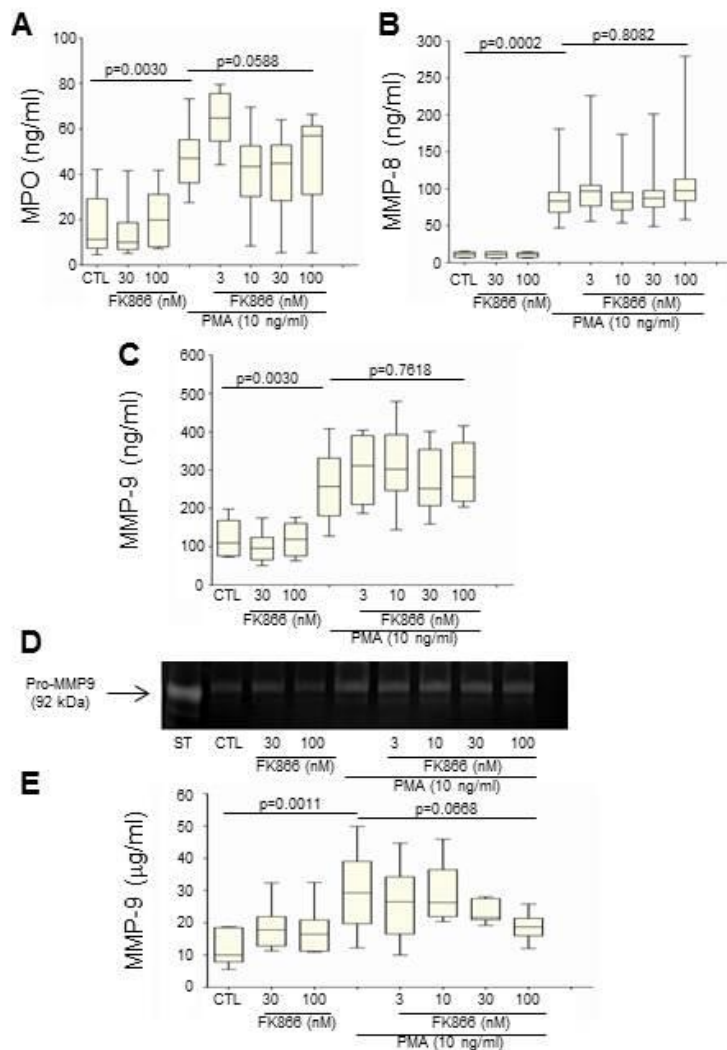 A
MPO (ng/ml)
100
80
60
40
20
0
p=0.0030
p=0.0588
CTL 30 100 3 10 30 100
FK866 (nM) FK866 (nM)
PMA (10 ng/ml)
B
MMP-8 (ng/ml)
300
250
200
150
100
50
0
p=0.0002
p=0.8082
CTL 30 100 3 10 30 100
FK866 (nM) FK866 (nM)
PMA (10 ng/ml)
C
MMP-9 (ng/ml)
600
500
400
300
200
100
0
p=0.0030
p=0.7618
CTL 30 100 3 10 30 100
FK866 (nM) FK866 (nM)
PMA (10 ng/ml)
D
Pro-MMP9
(92 kDa)
ST CTL 30 100 3 10 30 100
FK866 (nM) FK866 (nM)
PMA (10 ng/ml)
E
MMP-9 (µg/ml)
60
50
40
30
20
10
0
p=0.0011
p=0.0668
CTL 30 100 3 10 30 100
FK866 (nM) FK866 (nM)
PMA (10 ng/ml)